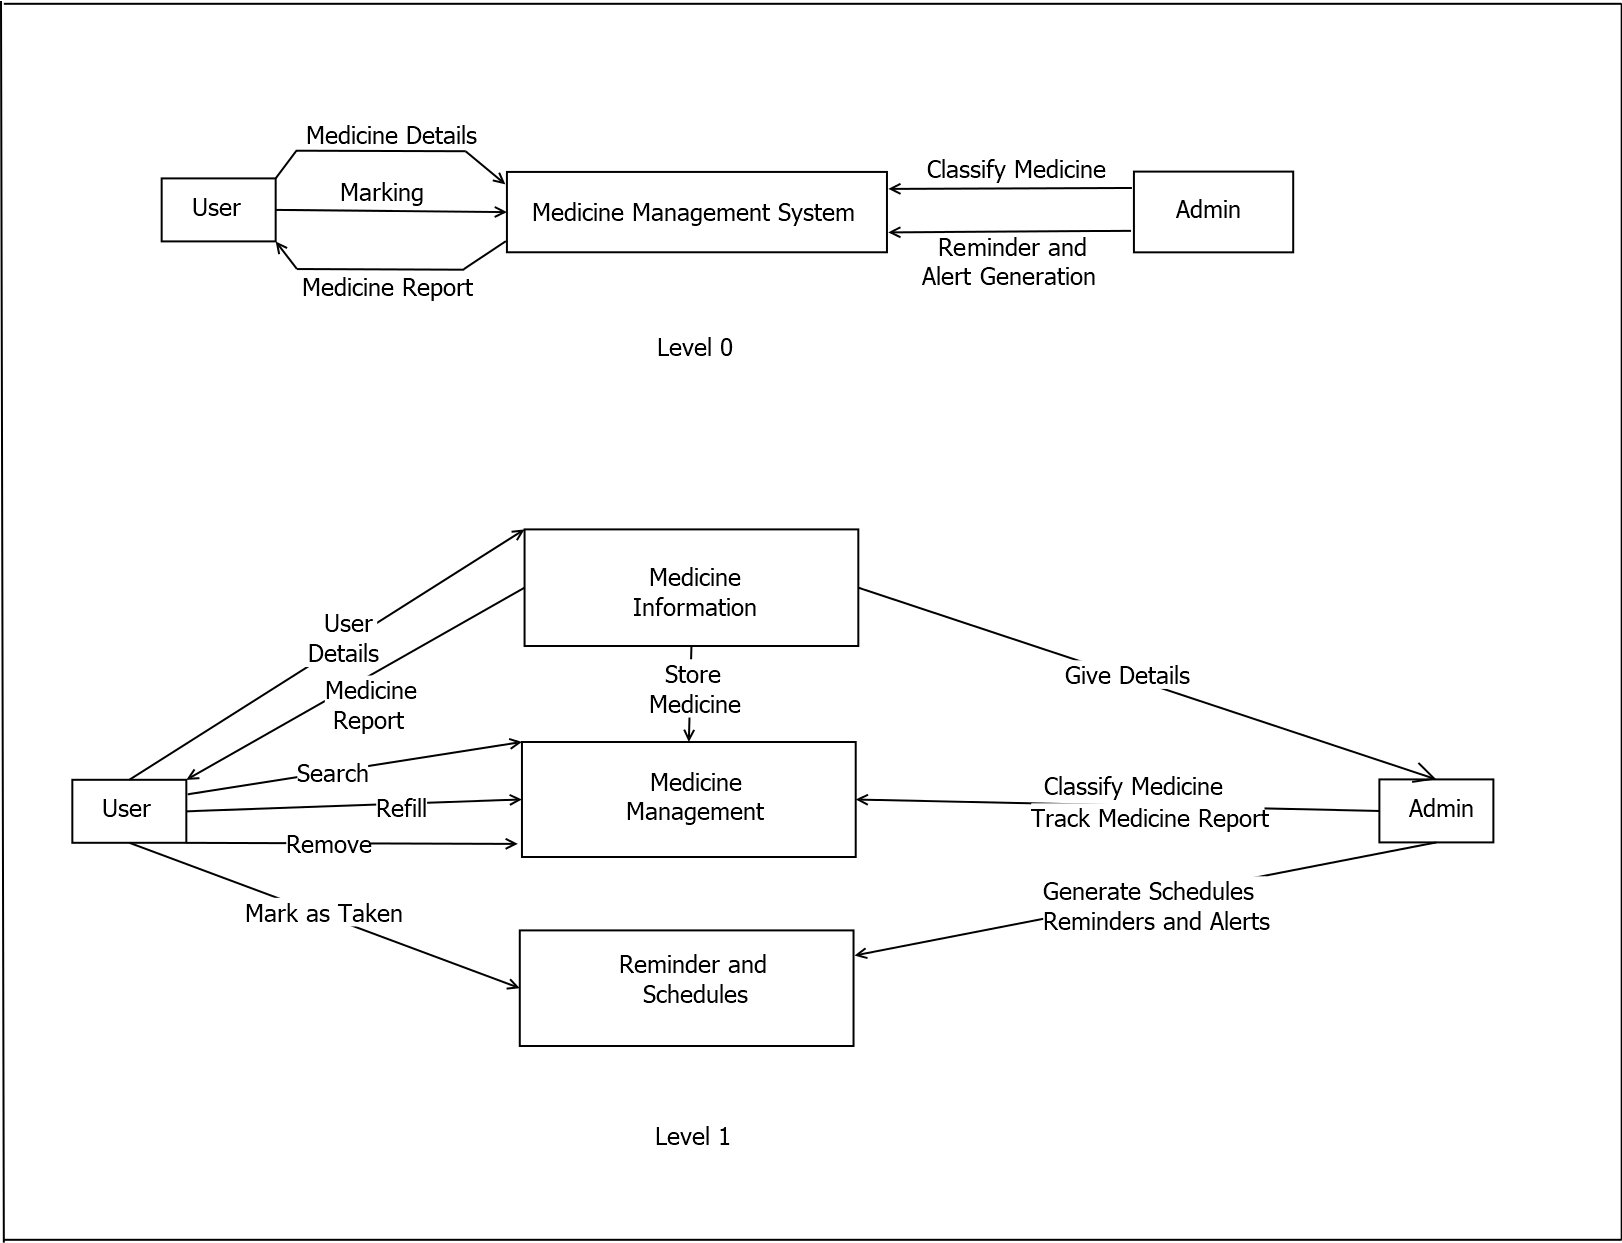 Medicine Details
Marking
User
Medicine Management System
Medicine Report
Classify Medicine
Admin
Reminder and
Alert Generation
Level 0
Medicine
Information
User
Details
Medicine
Report
Store
Medicine
Give Details
Search
Refill
Remove
User
Medicine
Management
Classify Medicine
Track Medicine Report
Admin
Mark as Taken
Generate Schedules
Reminders and Alerts
Reminder and
Schedules
Level 1